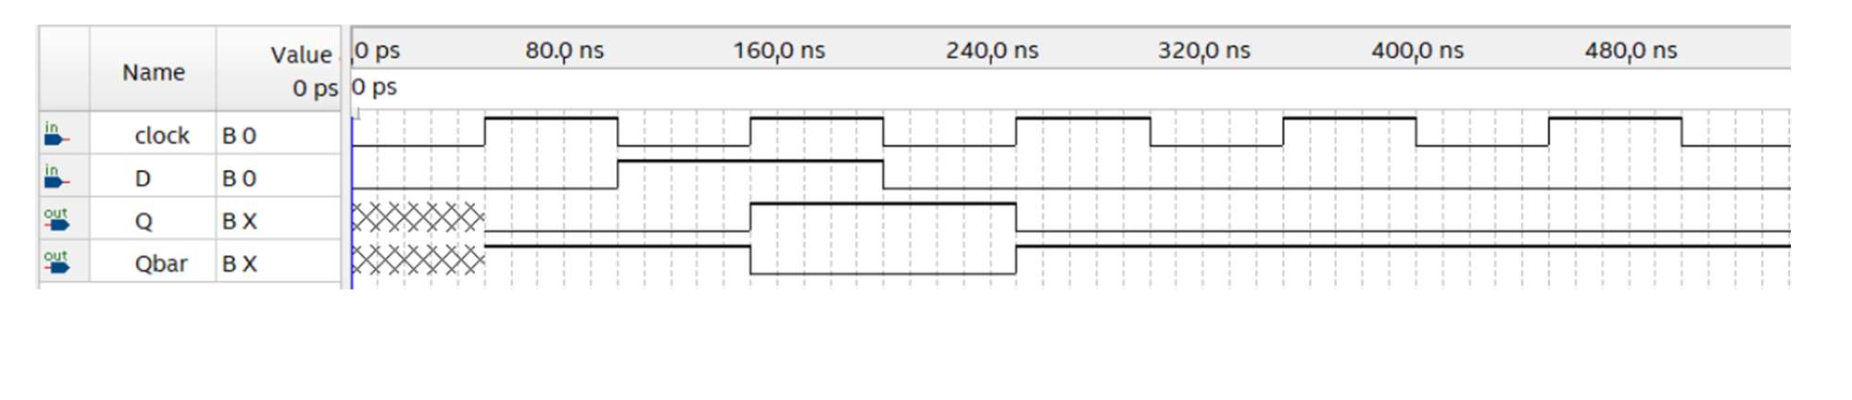 Name
Value
0 ps
0 ps
80.0 ns
160,0 ns
240,0 ns
320,0 ns
400,0 ns
480,0 ns
0 ps
in
clock
B 0
in
D
B 0
out
Q
B X
out
Qbar
B X